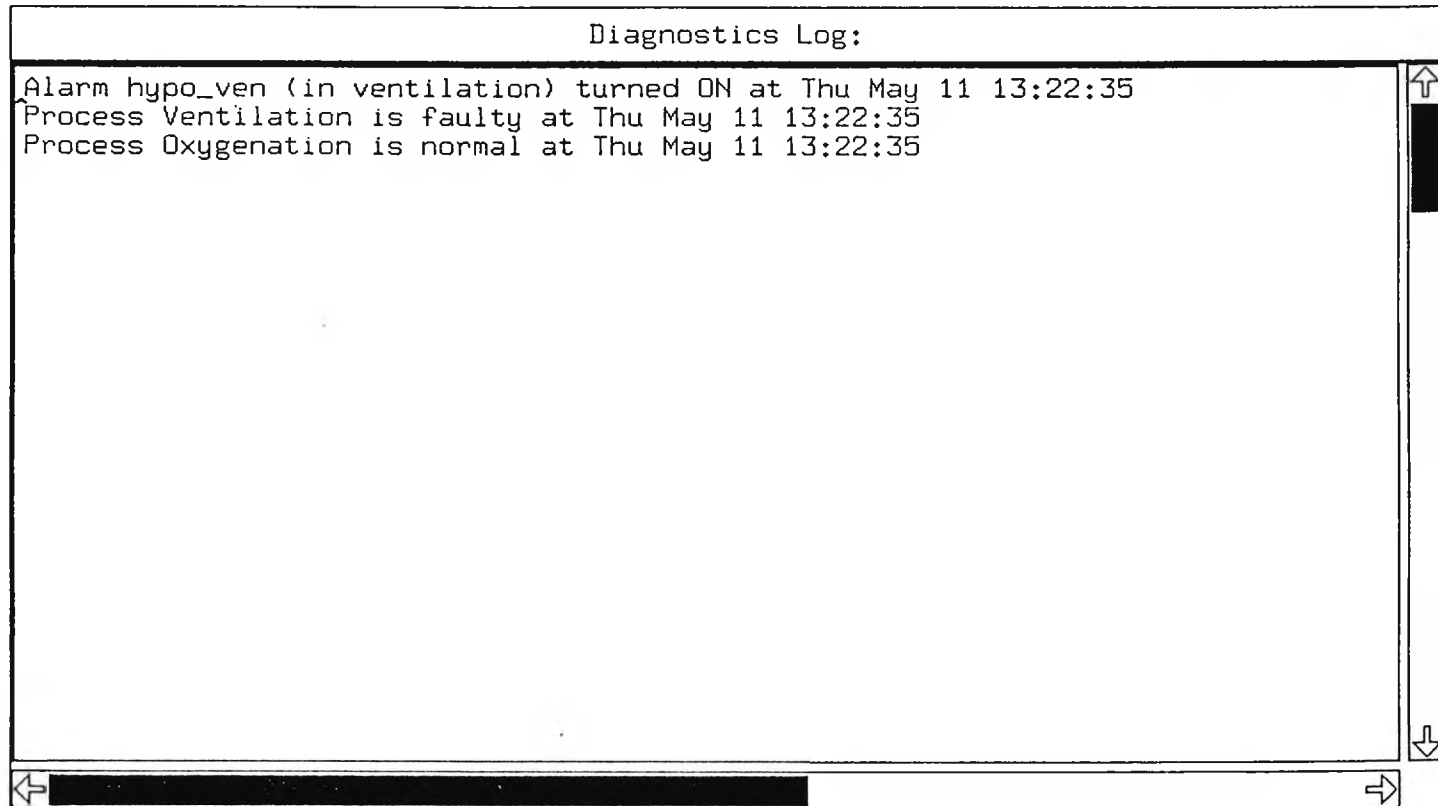 Diagnostics Log:
Alarm hypo_ven (in ventilation) turned ON at Thu May 11 13:22:35
Process Ventilation is faulty at Thu May 11 13:22:35
Process Oxygenation is normal at Thu May 11 13:22:35